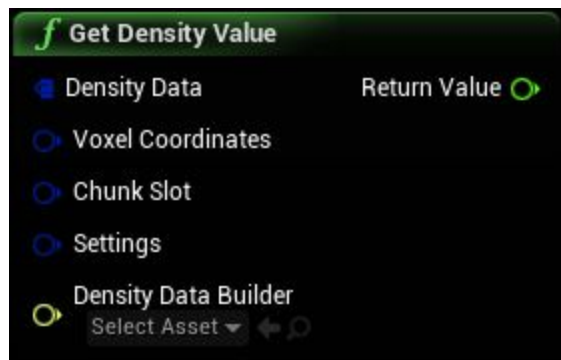 f Get Density Value
Density Data Return Value
Voxel Coordinates
Chunk Slot
Settings
Density Data Builder
Select Asset